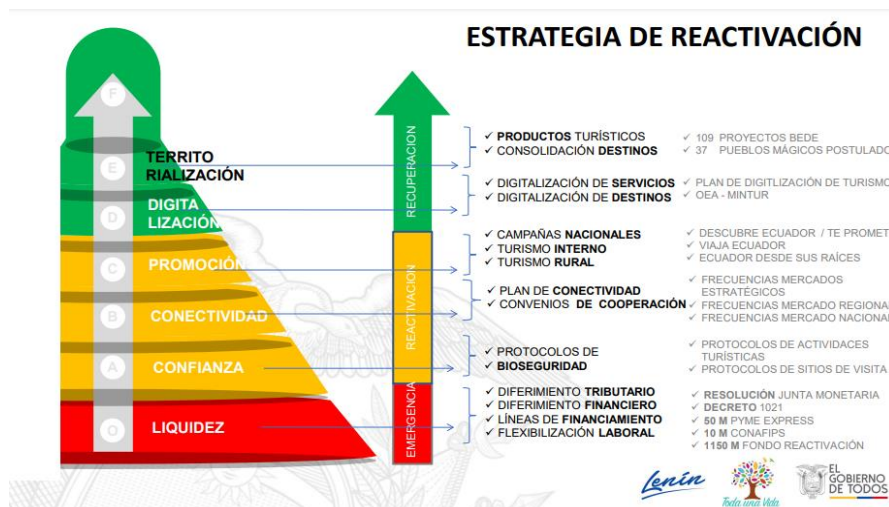 ESTRATEGIA DE REACTIVACIÓN
F
E
TERRITO
RIALIZACIÓN
D
DIGITA
LIZACIÓN
C
PROMOCIÓN
B
CONECTIVIDAD
A
CONFIANZA
O
LIQUIDEZ
RECUPERACION
REACTIVACION
EMERGENCIA
✓ PRODUCTOS TURÍSTICOS
✓ CONSOLIDACIÓN DESTINOS
✓ 109 PROYECTOS BEDE
✓ 37 PUEBLOS MÁGICOS POSTULADO
✓ DIGITALIZACIÓN DE SERVICIOS
✓ DIGITALIZACIÓN DE DESTINOS
✓ PLAN DE DIGITLIZACIÓN DE TURISMO
✓ OEA - MINTUR
✓ CAMPAÑAS NACIONALES
✓ TURISMO INTERNO
✓ TURISMO RURAL
✓ DESCUBRE ECUADOR / TE PROMET
✓ VIAJA ECUADOR
✓ ECUADOR DESDE SUS RAÍCES
✓ PLAN DE CONECTIVIDAD
✓ CONVENIOS DE COOPERACIÓN
✓ FRECUENCIAS MERCADOS
ESTRATÉGICOS
✓ FRECUENCIAS MERCADO REGIONA
✓ FRECUENCIAS MERCADO NACIONA
✓ PROTOCOLOS DE
✓ BIOSEGURIDAD
✓ PROTOCOLOS DE ACTIVIDACES
TURÍSTICAS
✓ PROTOCOLOS DE SITIOS DE VISITA
✓ DIFERIMIENTO TRIBUTARIO
✓ DIFERIMIENTO FINANCIERO
✓ LÍNEAS DE FINANCIAMIENTO
✓ FLEXIBILIZACIÓN LABORAL
✓ RESOLUCIÓN JUNTA MONETARIA
✓ DECRETO 1021
✓ 50 M PYME EXPRESS
✓ 10 M CONAFIPS
✓ 1150 M FONDO REACTIVACIÓN
Lenín
Toda una Vida
EL
GOBIERNO
DE TODOS